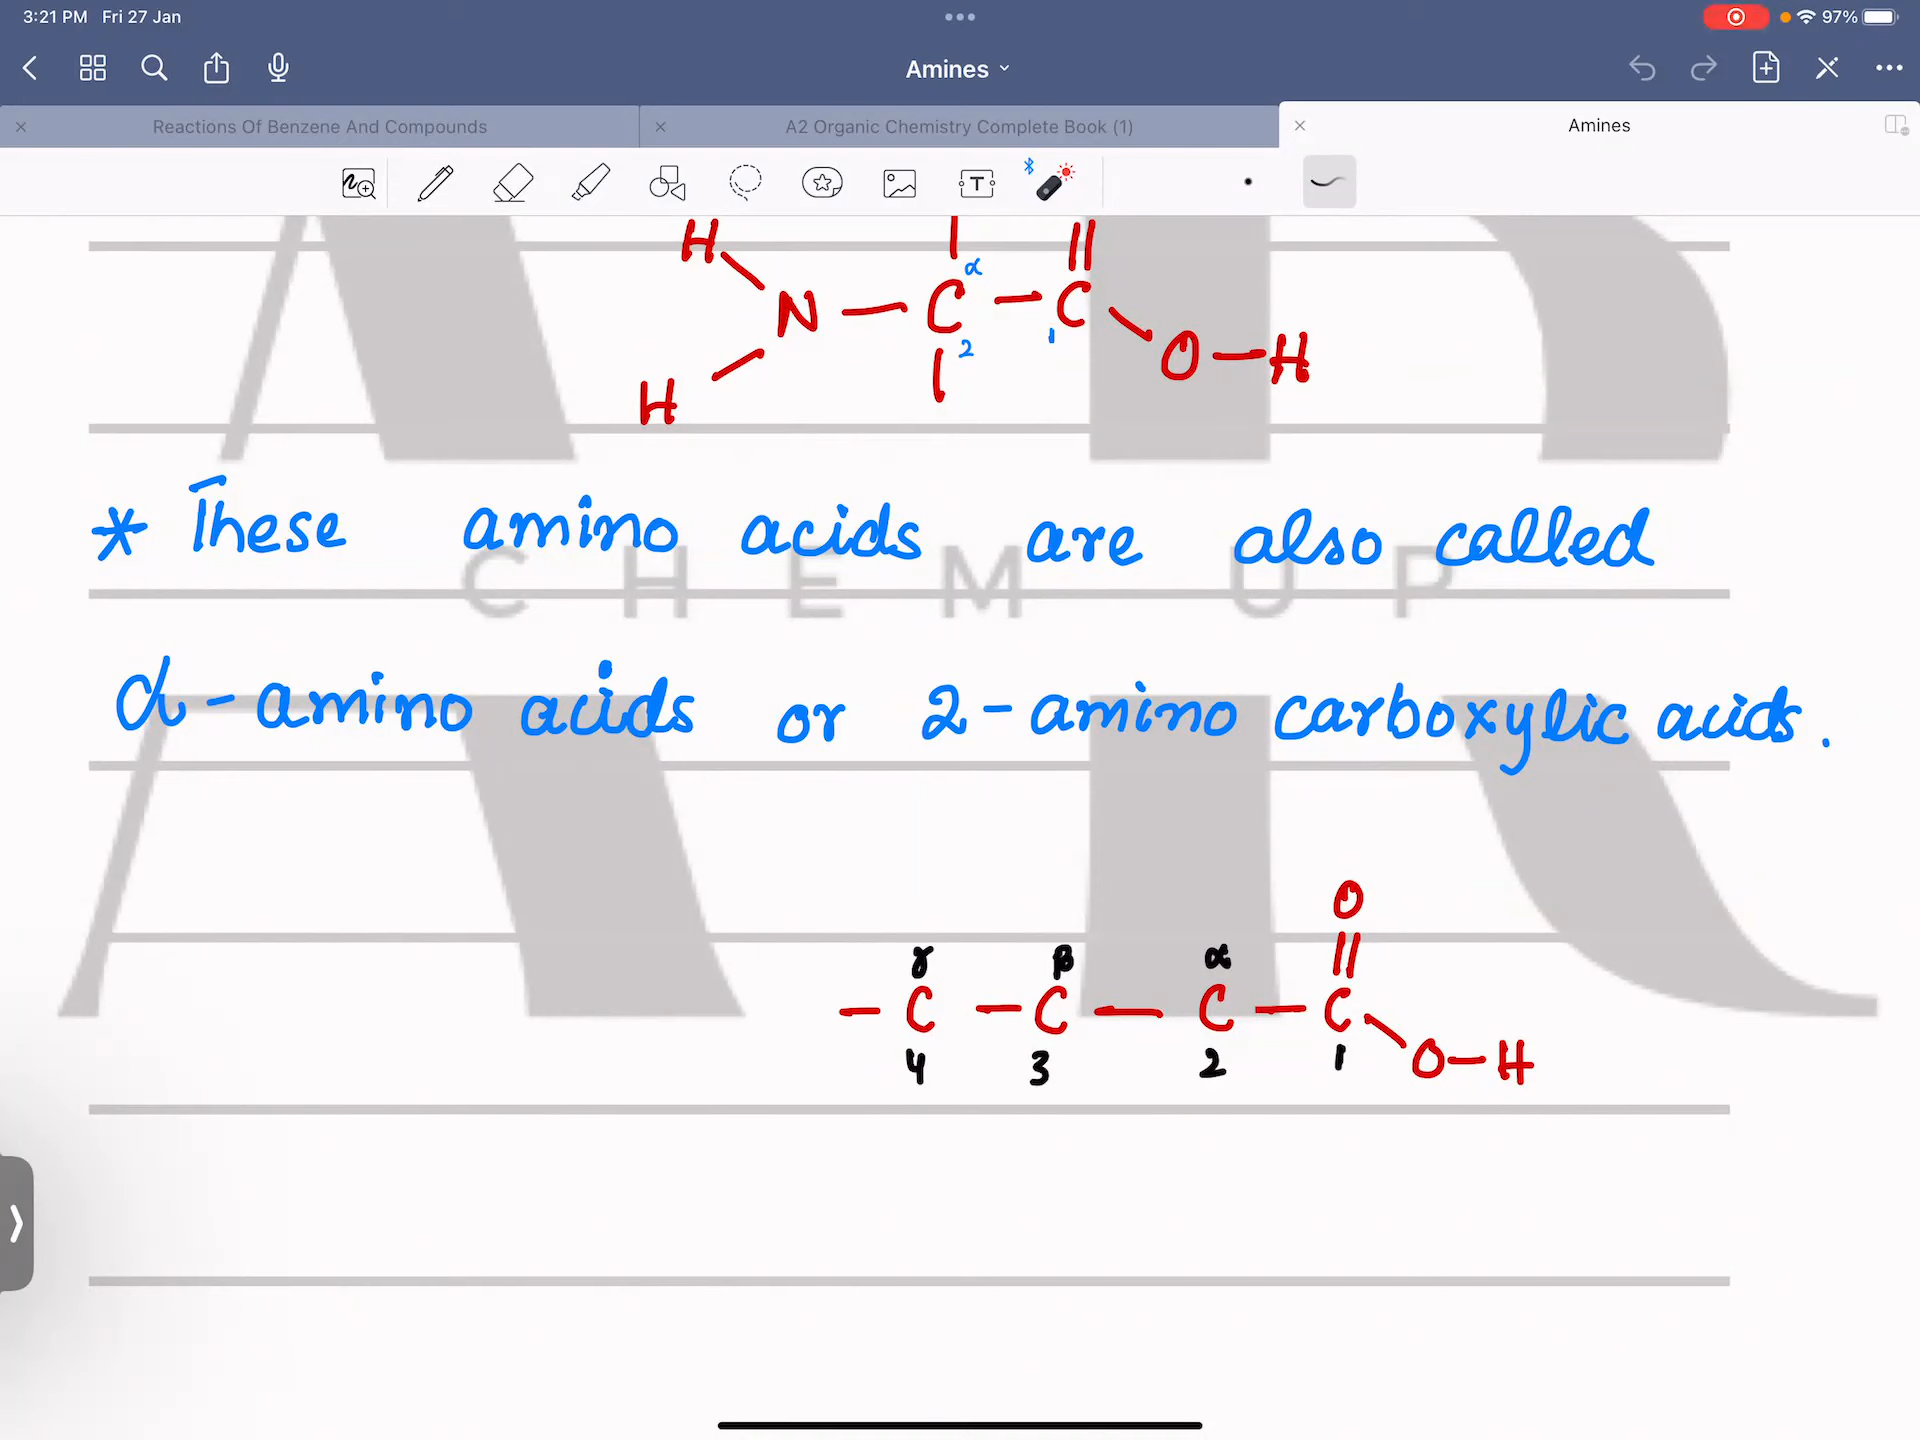 3:21 PM Fri 27 Jan
97%
Amines
Reactions Of Benzene And Compounds
A2 Organic Chemistry Complete Book (1)
Amines
T
H
α
N — C — C
2
1
O — H
H
* These amino acids are also called
CHEM UP
α - amino acids or 2 - amino carboxylic acids.
O
γ β α
- C - C - C - C
4 3 2 1
O - H